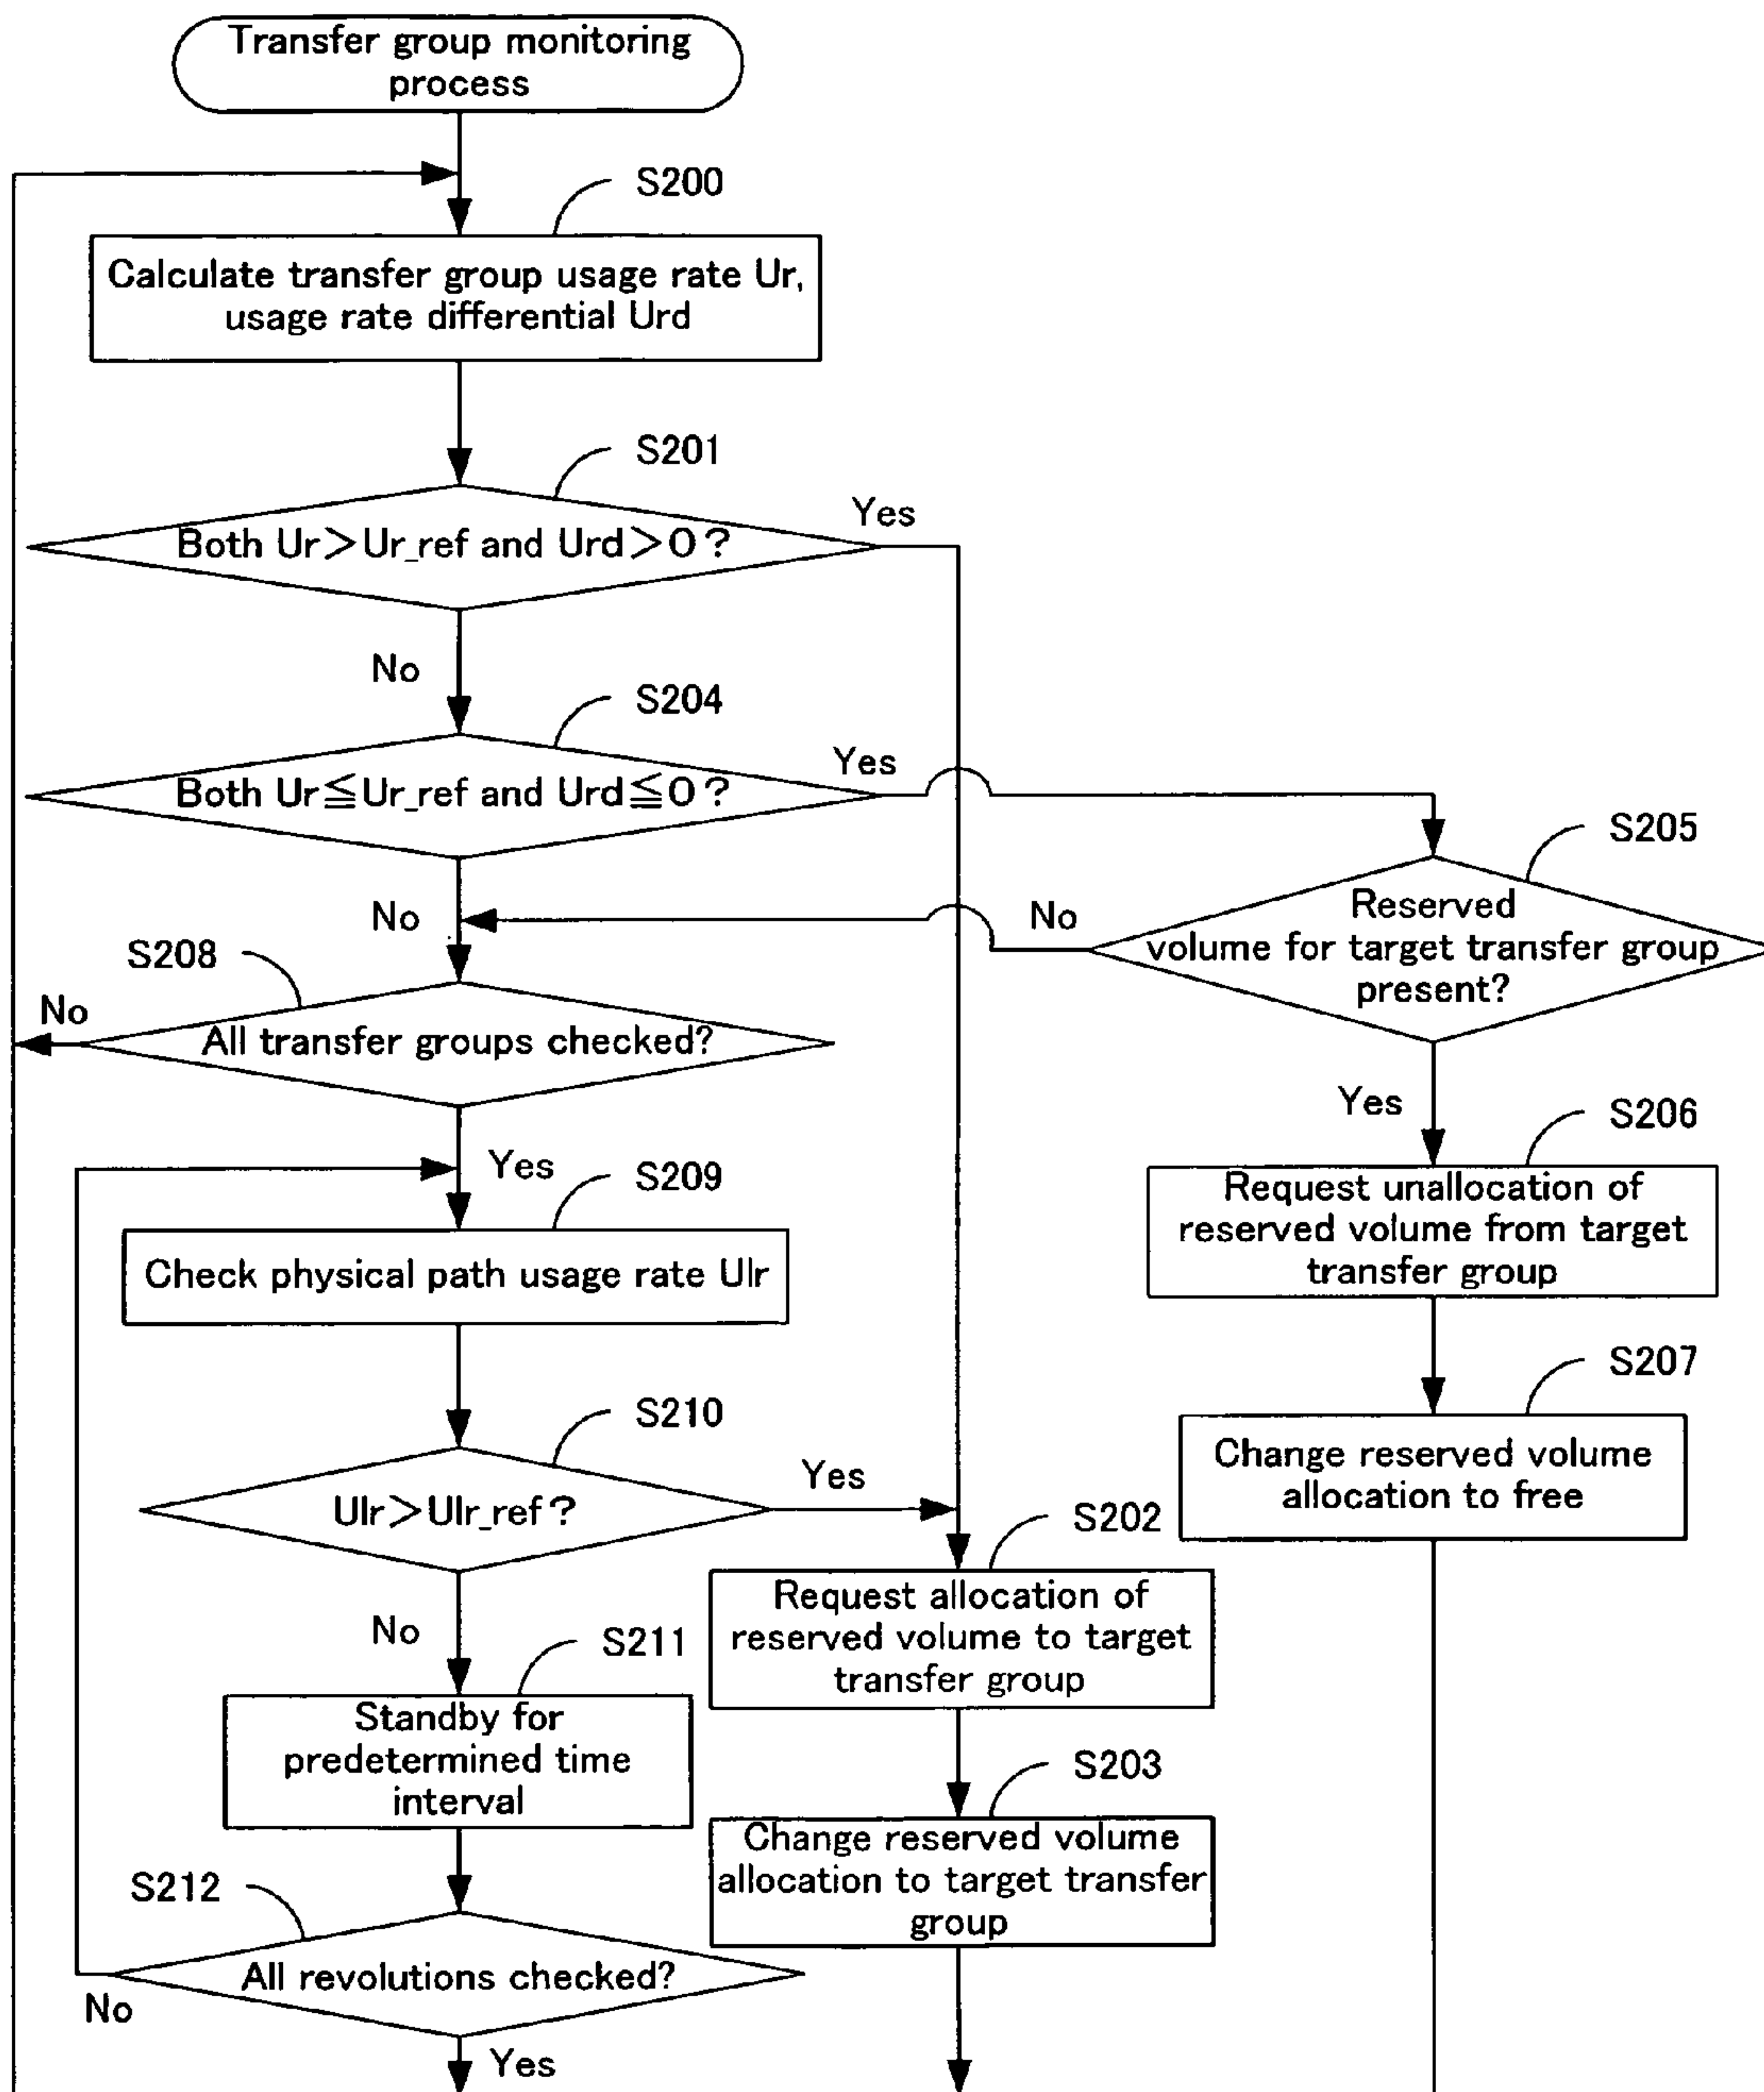 Transfer group monitoring
process
S200
Calculate transfer group usage rate Ur,
usage rate differential Urd
S201
Both Ur>Ur_ref and Urd>0?
Yes
No
S204
Both Ur≦Ur_ref and Urd≦0?
Yes
No
S205
Reserved
volume for target transfer group
present?
No
Yes
S208
All transfer groups checked?
No
Yes
S206
Request unallocation of
reserved volume from target
transfer group
S209
Check physical path usage rate Ulr
S207
Change reserved volume
allocation to free
S210
Ulr>Ulr_ref?
Yes
No
S202
Request allocation of
reserved volume to target
transfer group
S211
Standby for
predetermined time
interval
S203
Change reserved volume
allocation to target transfer
group
S212
All revolutions checked?
No
Yes